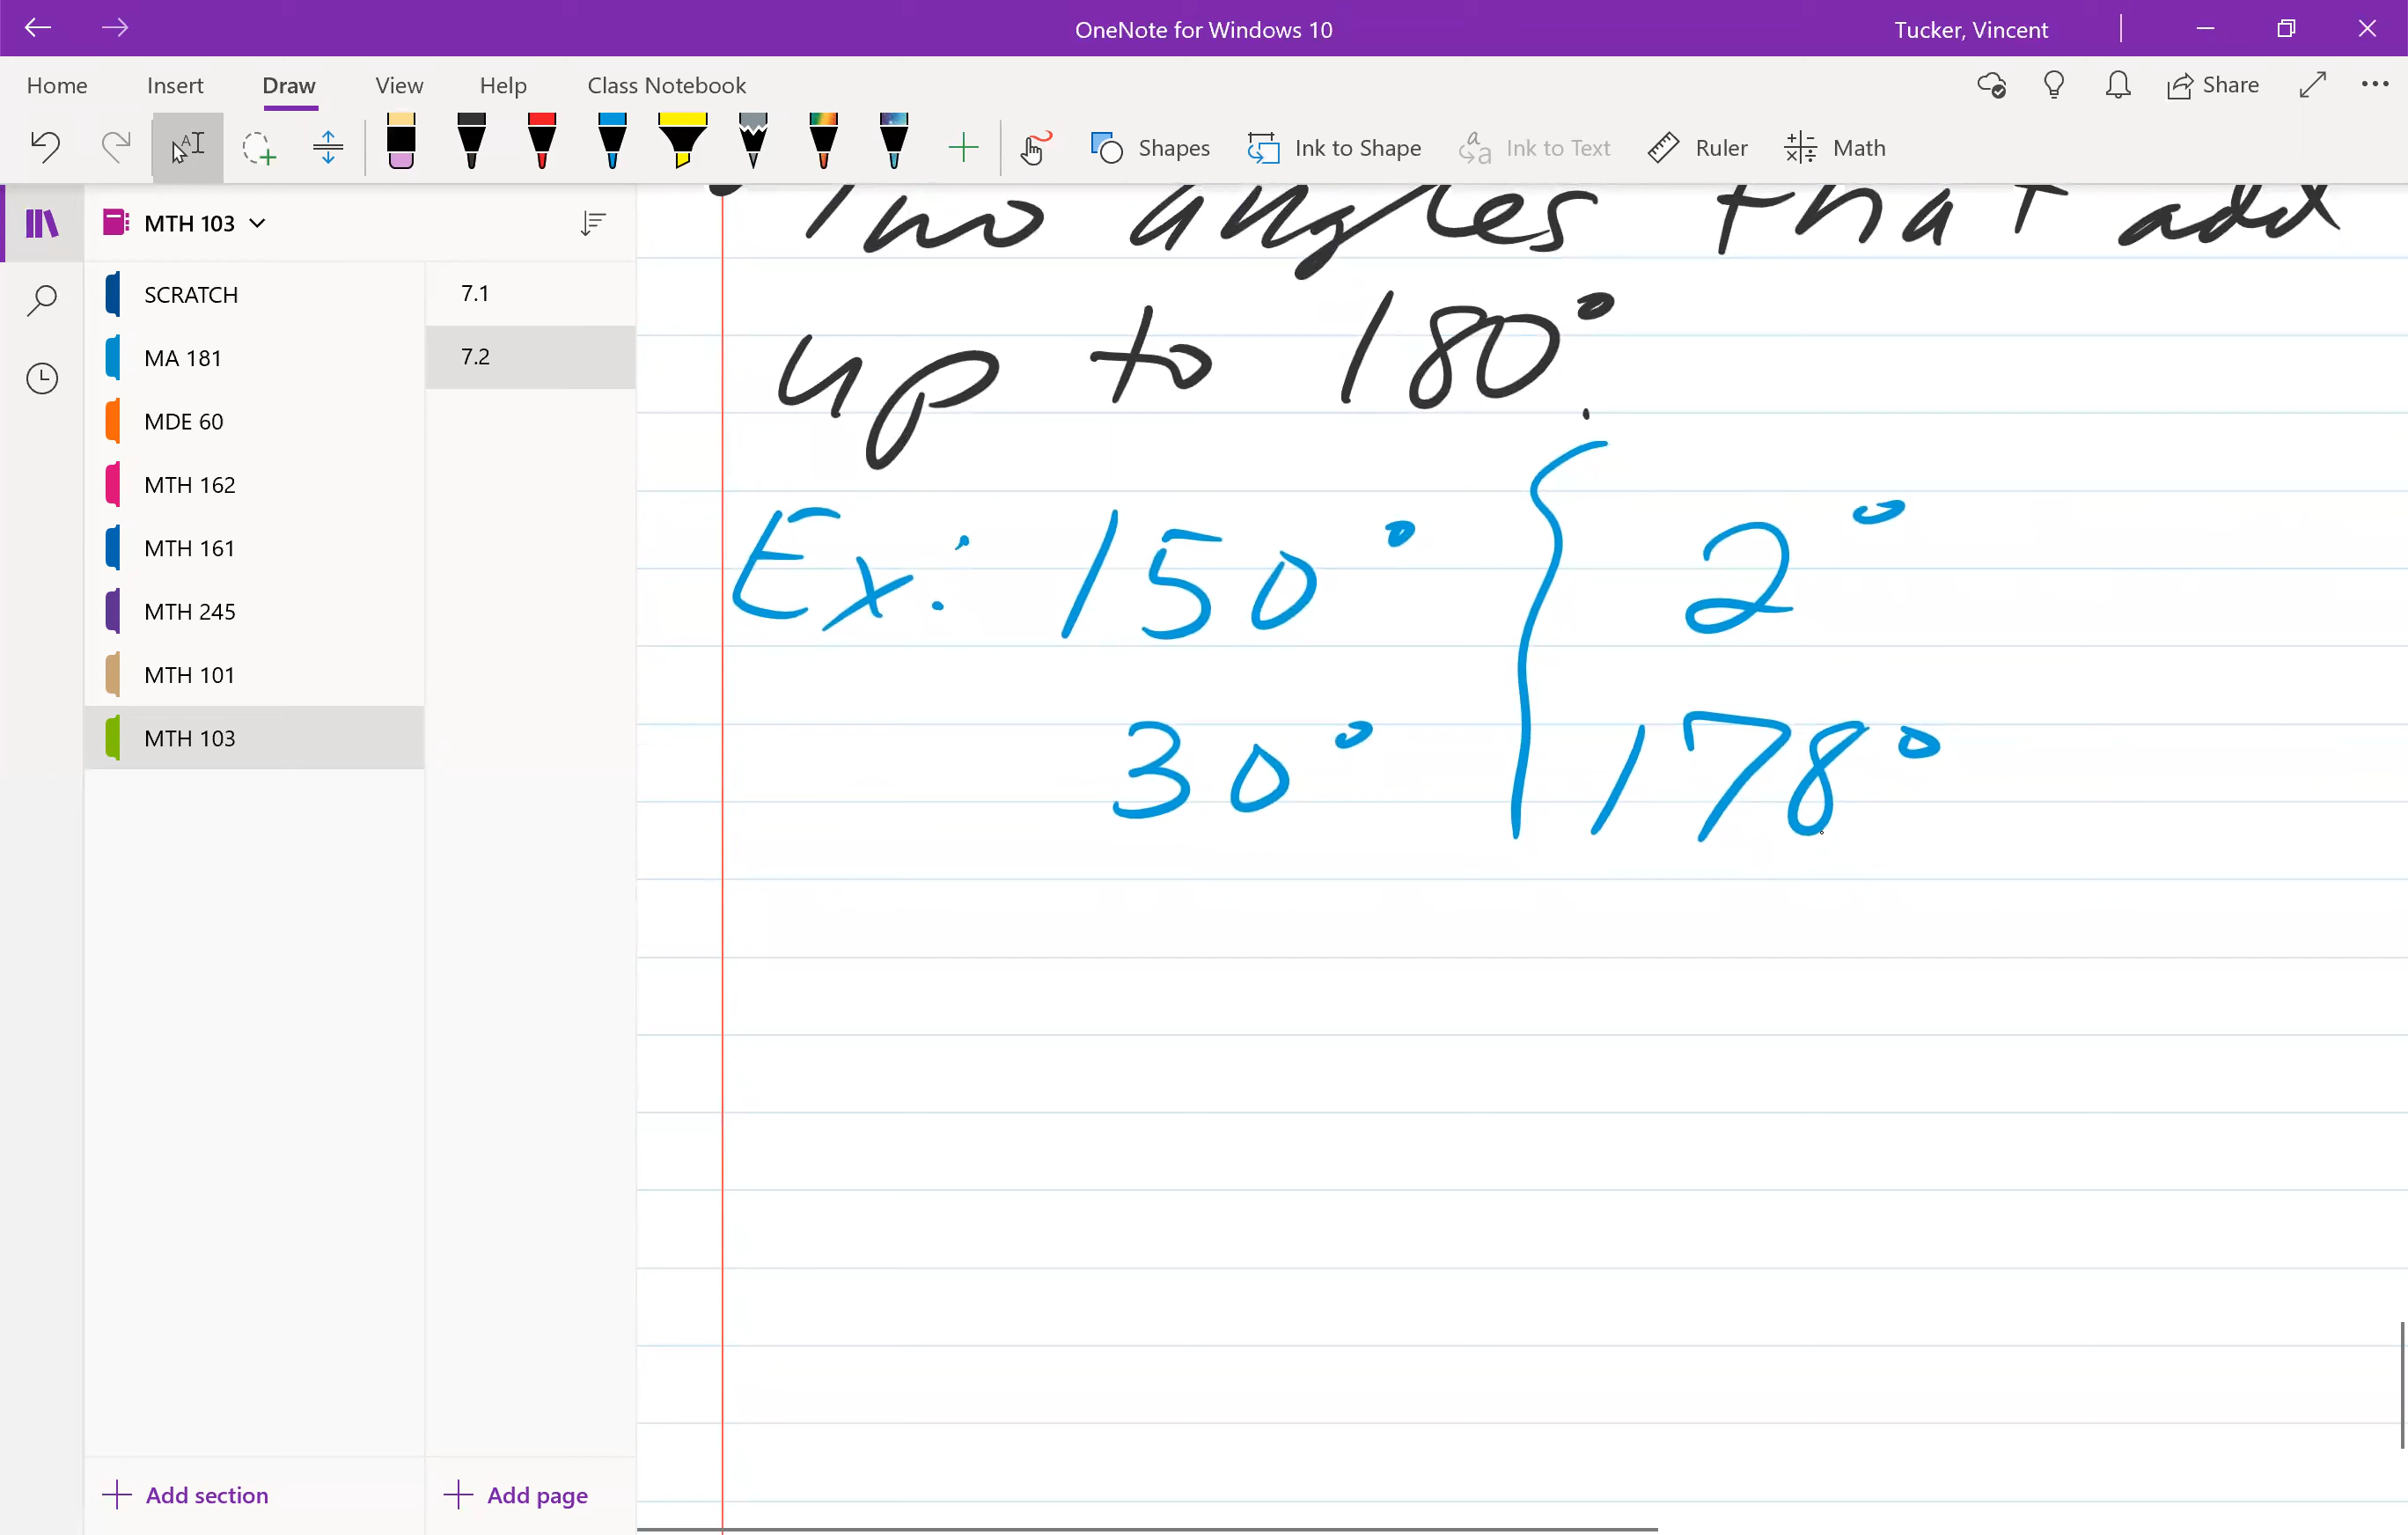 OneNote for Windows 10
Tucker, Vincent
Home Insert Draw View Help Class Notebook
Share
Shapes Ink to Shape Ink to Text Ruler Math
MTH 103
SCRATCH
MA 181
MDE 60
MTH 162
MTH 161
MTH 245
MTH 101
MTH 103
Add section
7.1
7.2
Add page
Two angles that add
up to 180°.
Ex: 150° 2°
30° 178°